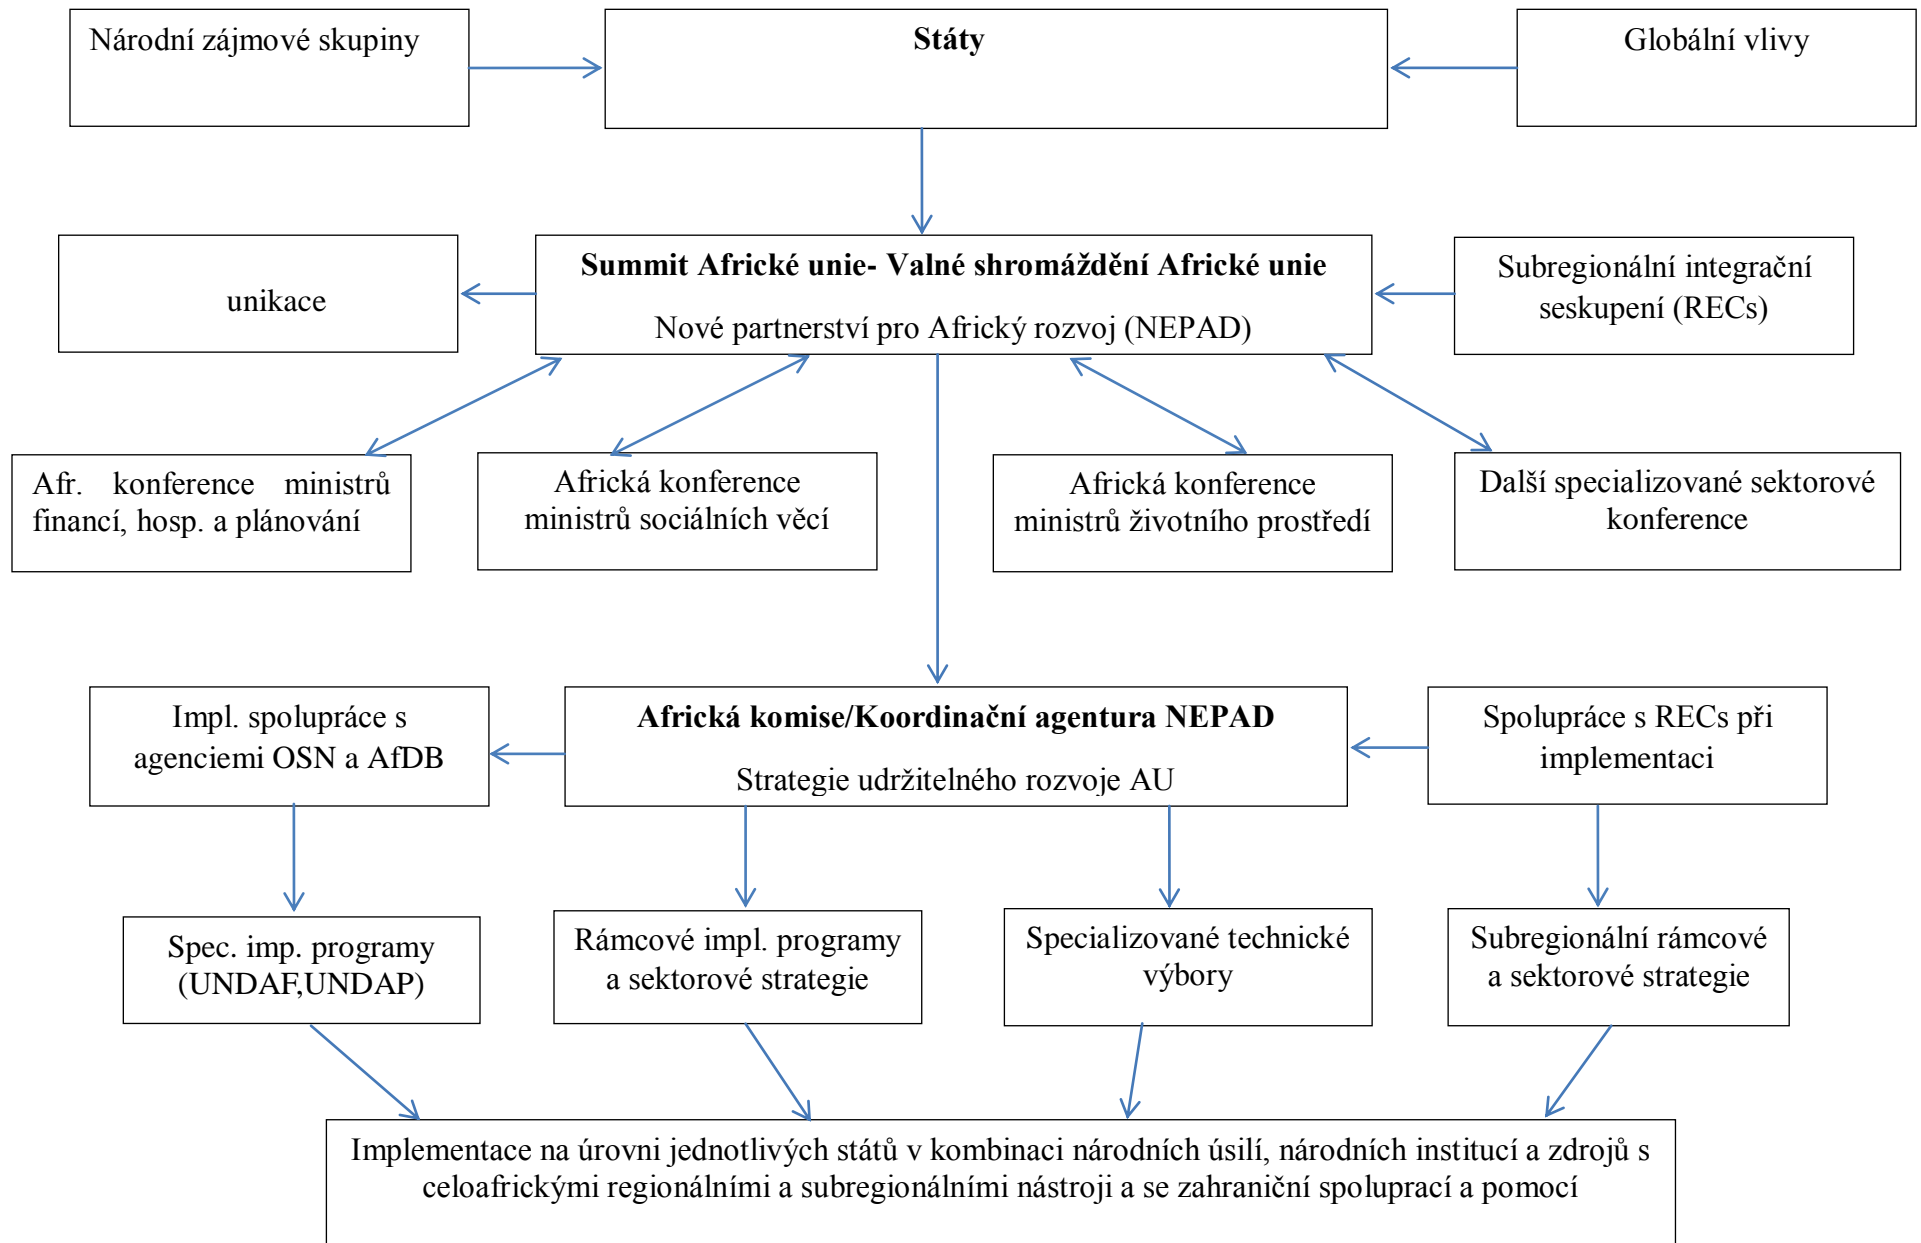 Národní zájmové skupiny
Státy
Globální vlivy
unikace
Summit Africké unie- Valné shromáždění Africké unie
Nové partnerství pro Africký rozvoj (NEPAD)
Subregionální integrační
seskupení (RECs)
Afr. konference ministrů
financí, hosp. a plánování
Africká konference
ministrů sociálních věcí
Africká konference
ministrů životního prostředí
Další specializované sektorové
konference
Impl. spolupráce s
agenciemi OSN a AfDB
Africká komise/Koordinační agentura NEPAD
Strategie udržitelného rozvoje AU
Spolupráce s RECs při
implementaci
Spec. imp. programy
(UNDAF,UNDAP)
Rámcové impl. programy
a sektorové strategie
Specializované technické
výbory
Subregionální rámcové
a sektorové strategie
Implementace na úrovni jednotlivých států v kombinaci národních úsilí, národních institucí a zdrojů s
celoafrickými regionálními a subregionálními nástroji a se zahraniční spoluprací a pomocí